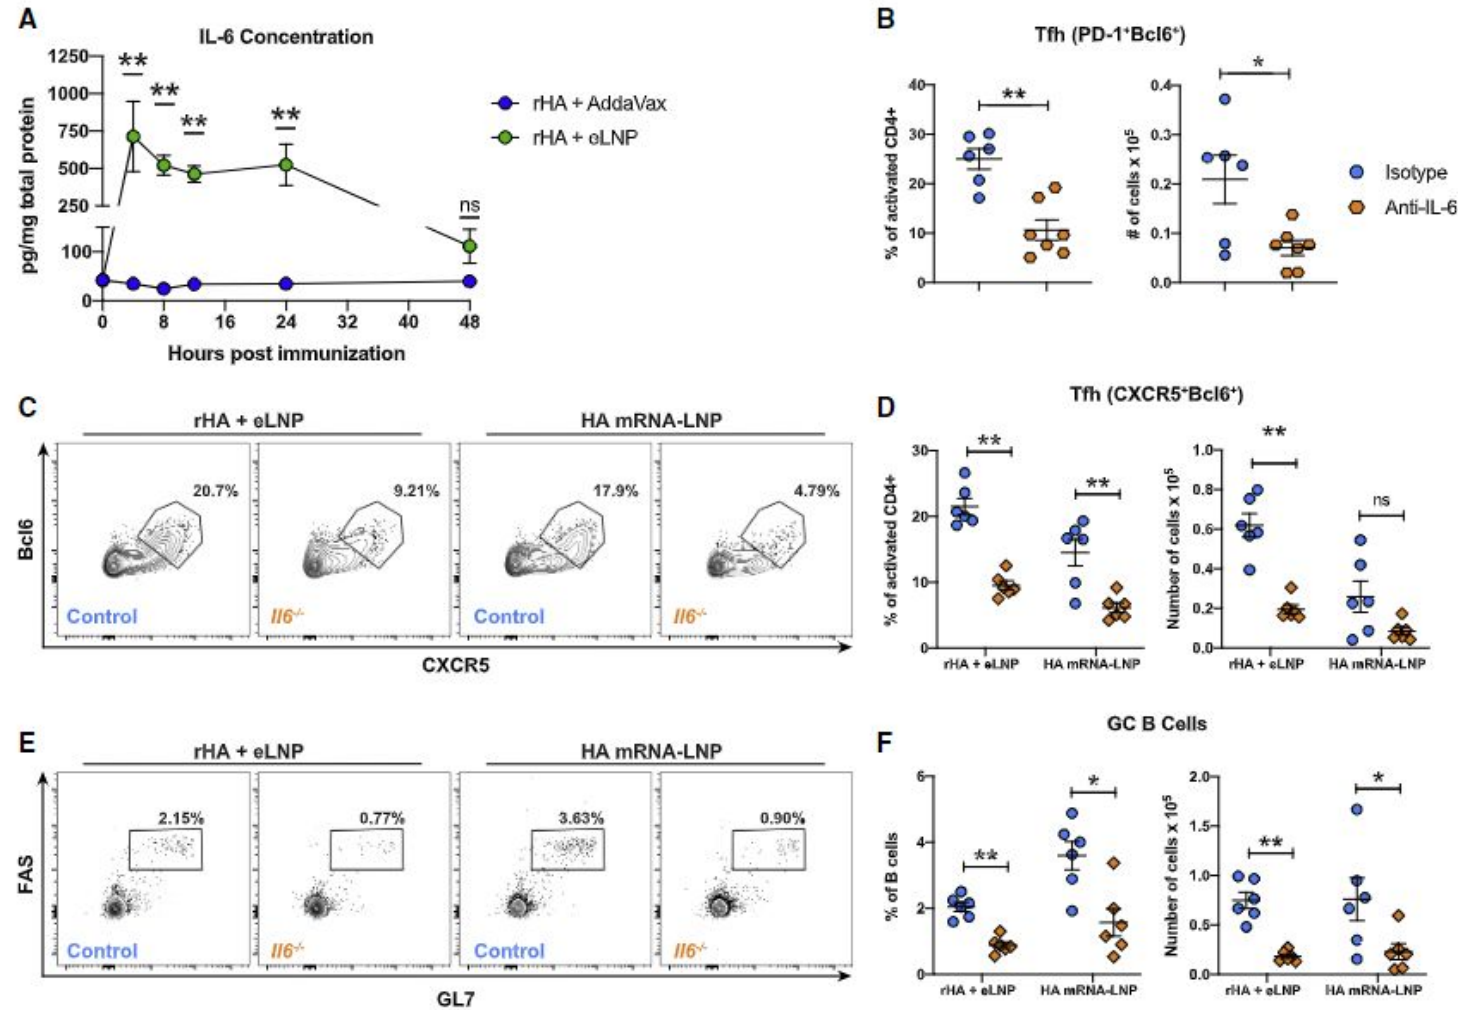 A
IL-6 Concentration
1250
1000
750
500
250
100
0
pg/mg total protein
**
**
**
**
ns
0 8 16 24 32 40 48
Hours post immunization
rHA + AddaVax
rHA + eLNP
B
Tfh (PD-1⁺Bcl6⁺)
% of activated CD4+
40
30
20
10
0
**
# of cells x 10⁵
0.4
0.3
0.2
0.1
0.0
*
Isotype
Anti-IL-6
C
rHA + eLNP
HA mRNA-LNP
Bcl6
20.7%
9.21%
17.9%
4.79%
Control
Il6⁻/⁻
Control
Il6⁻/⁻
CXCR5
D
Tfh (CXCR5⁺Bcl6⁺)
% of activated CD4+
30
20
10
0
**
**
rHA + eLNP HA mRNA-LNP
Number of cells x 10⁵
1.0
0.8
0.6
0.4
0.2
0.0
**
ns
rHA + eLNP HA mRNA-LNP
E
rHA + eLNP
HA mRNA-LNP
FAS
2.15%
0.77%
3.63%
0.90%
Control
Il6⁻/⁻
Control
Il6⁻/⁻
GL7
F
GC B Cells
% of B cells
6
4
2
0
**
*
rHA + eLNP HA mRNA-LNP
Number of cells x 10⁵
2.0
1.5
1.0
0.5
0.0
**
*
rHA + eLNP HA mRNA-LNP